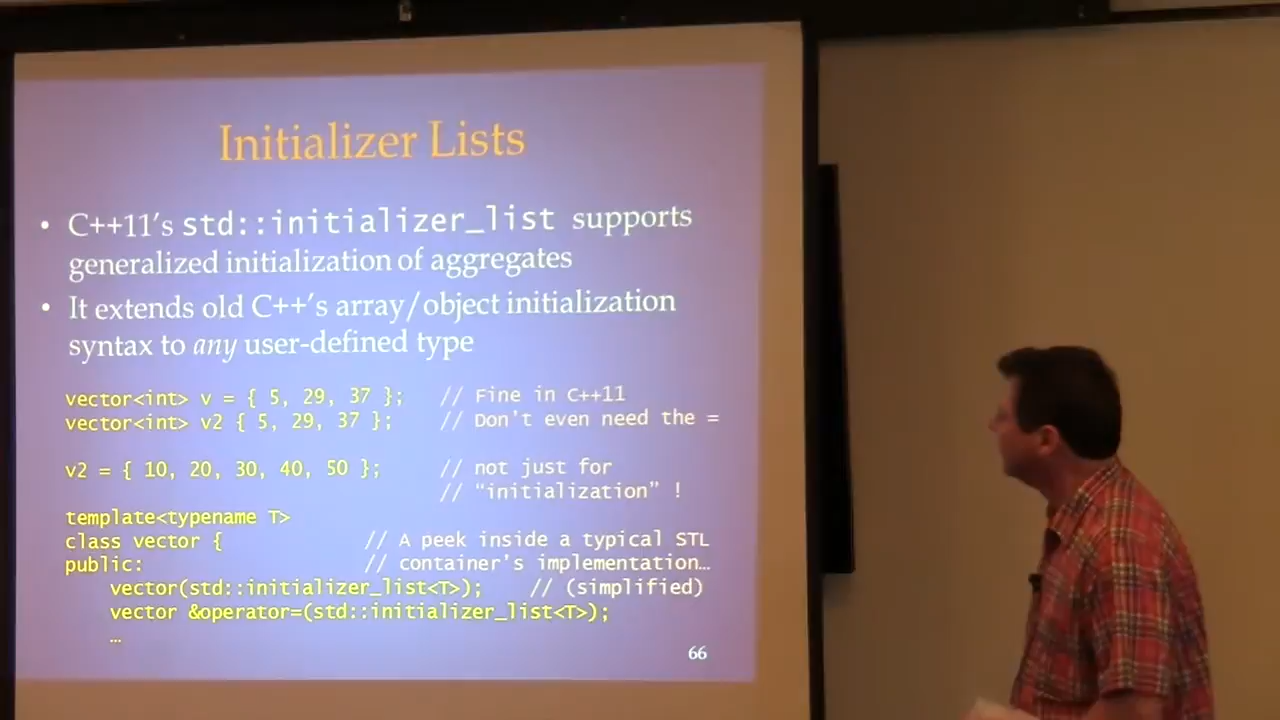 Initializer Lists
• C++11's std::initializer_list supports
generalized initialization of aggregates
• It extends old C++'s array/object initialization
syntax to any user-defined type
vector<int> v = { 5, 29, 37 }; // Fine in C++11
vector<int> v2 { 5, 29, 37 }; // Don't even need the =
v2 = { 10, 20, 30, 40, 50 }; // not just for
// “initialization” !
template<typename T>
class vector { // A peek inside a typical STL
public: // container's implementation…
vector(std::initializer_list<T>); // (simplified)
vector &operator=(std::initializer_list<T>);
…
66